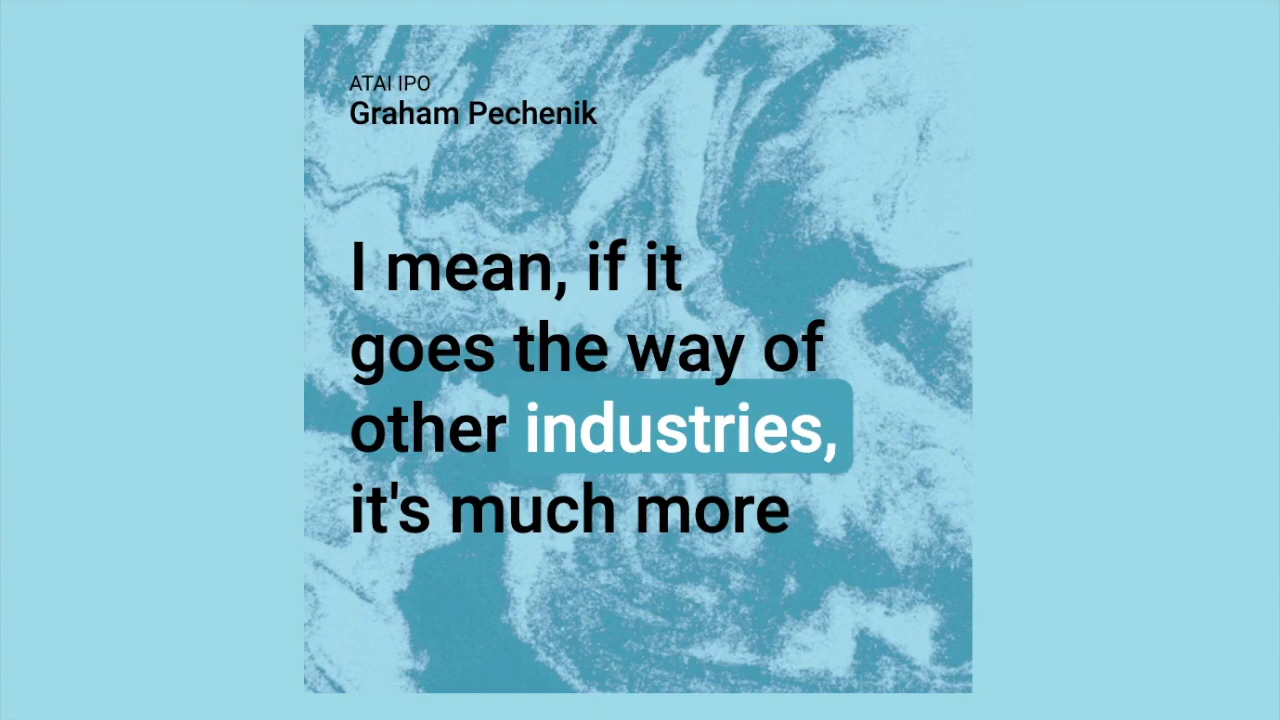 ATAI IPO
Graham Pechenik
I mean, if it
goes the way of
other industries,
it's much more